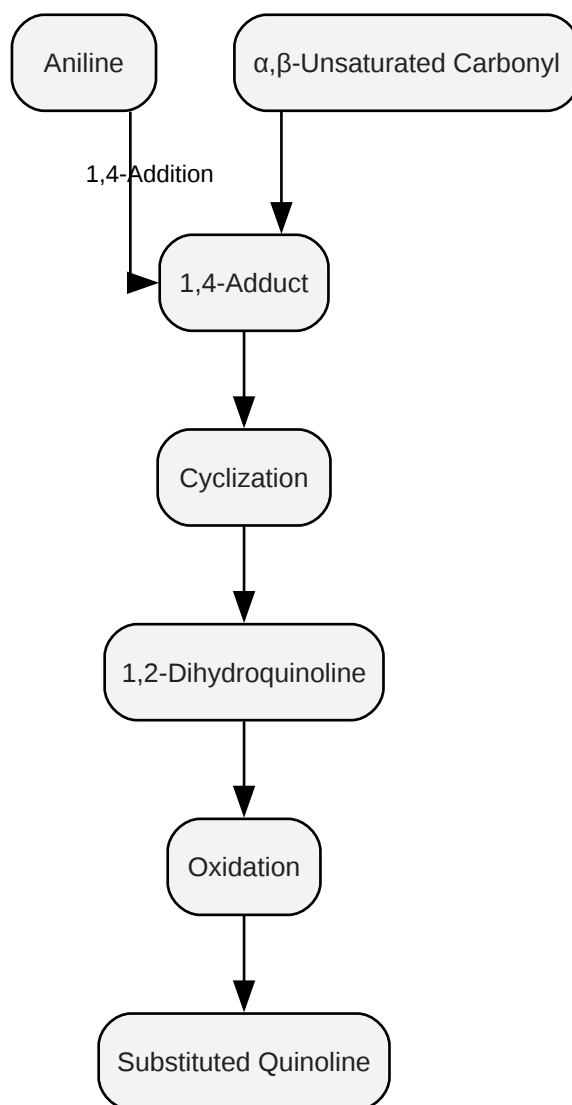 Aniline
α,β-Unsaturated Carbonyl
1,4-Addition
1,4-Adduct
Cyclization
1,2-Dihydroquinoline
Oxidation
Substituted Quinoline